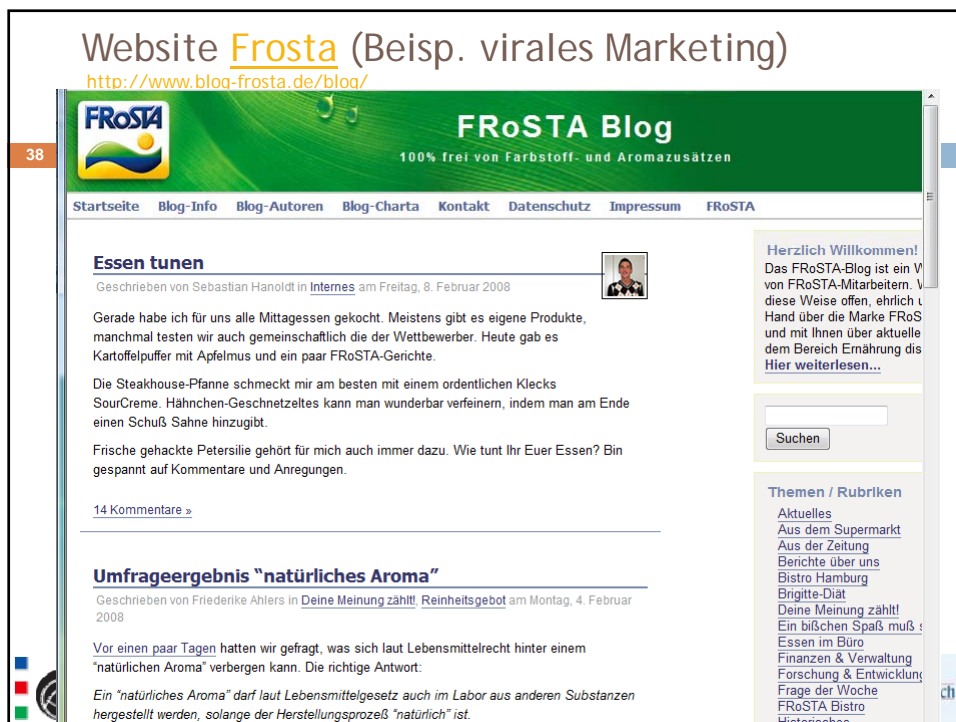 Website Frosta (Beisp. virales Marketing)
http://www.blog-frosta.de/blog/
38
FRoSTA
FRoSTA Blog
100% frei von Farbstoff- und Aromazusätzen
Startseite Blog-Info Blog-Autoren Blog-Charta Kontakt Datenschutz Impressum FRoSTA
Essen tunen
Geschrieben von Sebastian Hanoldt in Internes am Freitag, 8. Februar 2008
Gerade habe ich für uns alle Mittagessen gekocht. Meistens gibt es eigene Produkte,
manchmal testen wir auch gemeinschaftlich die der Wettbewerber. Heute gab es
Kartoffelpuffer mit Apfelmus und ein paar FRoSTA-Gerichte.
Die Steakhouse-Pfanne schmeckt mir am besten mit einem ordentlichen Klecks
SourCreme. Hähnchen-Geschnetzeltes kann man wunderbar verfeinern, indem man am Ende
einen Schuß Sahne hinzugibt.
Frische gehackte Petersilie gehört für mich auch immer dazu. Wie tunt Ihr Euer Essen? Bin
gespannt auf Kommentare und Anregungen.
14 Kommentare »
Umfrageergebnis “natürliches Aroma”
Geschrieben von Friederike Ahlers in Deine Meinung zählt!, Reinheitsgebot am Montag, 4. Februar
2008
Vor einen paar Tagen hatten wir gefragt, was sich laut Lebensmittelrecht hinter einem
“natürlichen Aroma” verbergen kann. Die richtige Antwort:
Ein “natürliches Aroma” darf laut Lebensmittelgesetz auch im Labor aus anderen Substanzen
hergestellt werden, solange der Herstellungsprozeß “natürlich” ist.
Herzlich Willkommen!
Das FRoSTA-Blog ist ein W
von FRoSTA-Mitarbeitern. W
diese Weise offen, ehrlich u
Hand über die Marke FRoS
und mit Ihnen über aktuelle
dem Bereich Ernährung dis
Hier weiterlesen...
Suchen
Themen / Rubriken
Aktuelles
Aus dem Supermarkt
Aus der Zeitung
Berichte über uns
Bistro Hamburg
Brigitte-Diät
Deine Meinung zählt!
Ein bißchen Spaß muß s
Essen im Büro
Finanzen & Verwaltung
Forschung & Entwicklung
Frage der Woche
FRoSTA Bistro
Historisches
ch